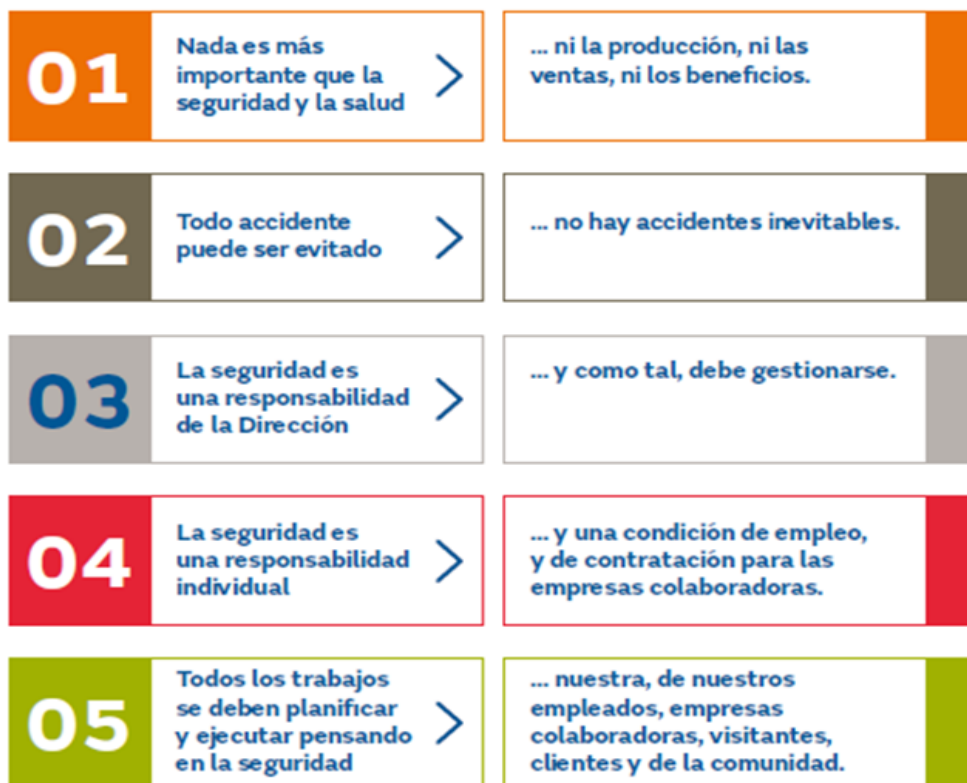 01
Nada es más
importante que la
seguridad y la salud
... ni la producción, ni las
ventas, ni los beneficios.
02
Todo accidente
puede ser evitado
... no hay accidentes inevitables.
03
La seguridad es
una responsabilidad
de la Dirección
... y como tal, debe gestionarse.
04
La seguridad es
una responsabilidad
individual
... y una condición de empleo,
y de contratación para las
empresas colaboradoras.
05
Todos los trabajos
se deben planificar
y ejecutar pensando
en la seguridad
... nuestra, de nuestros
empleados, empresas
colaboradoras, visitantes,
clientes y de la comunidad.